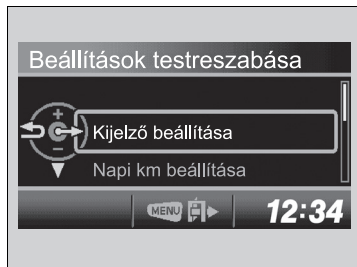 Beállítások testreszabása
Kijelző beállítása
Napi km beállítása
MENU
12:34